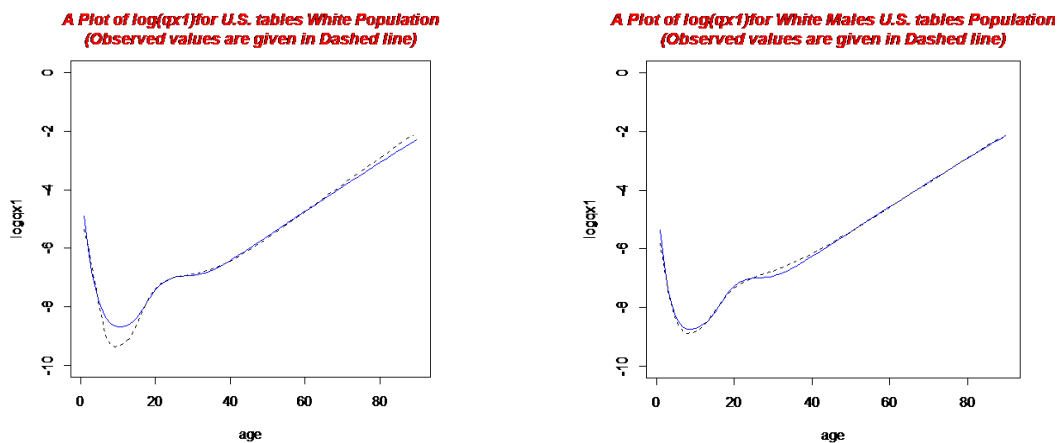 A Plot of log(qx1)for U.S. tables White Population
(Observed values are given in Dashed line)
0
-2
-4
-6
-8
-10
logqx1
0 20 40 60 80
age
A Plot of log(qx1)for White Males U.S. tables Population
(Observed values are given in Dashed line)
0
-2
-4
-6
-8
-10
logqx1
0 20 40 60 80
age